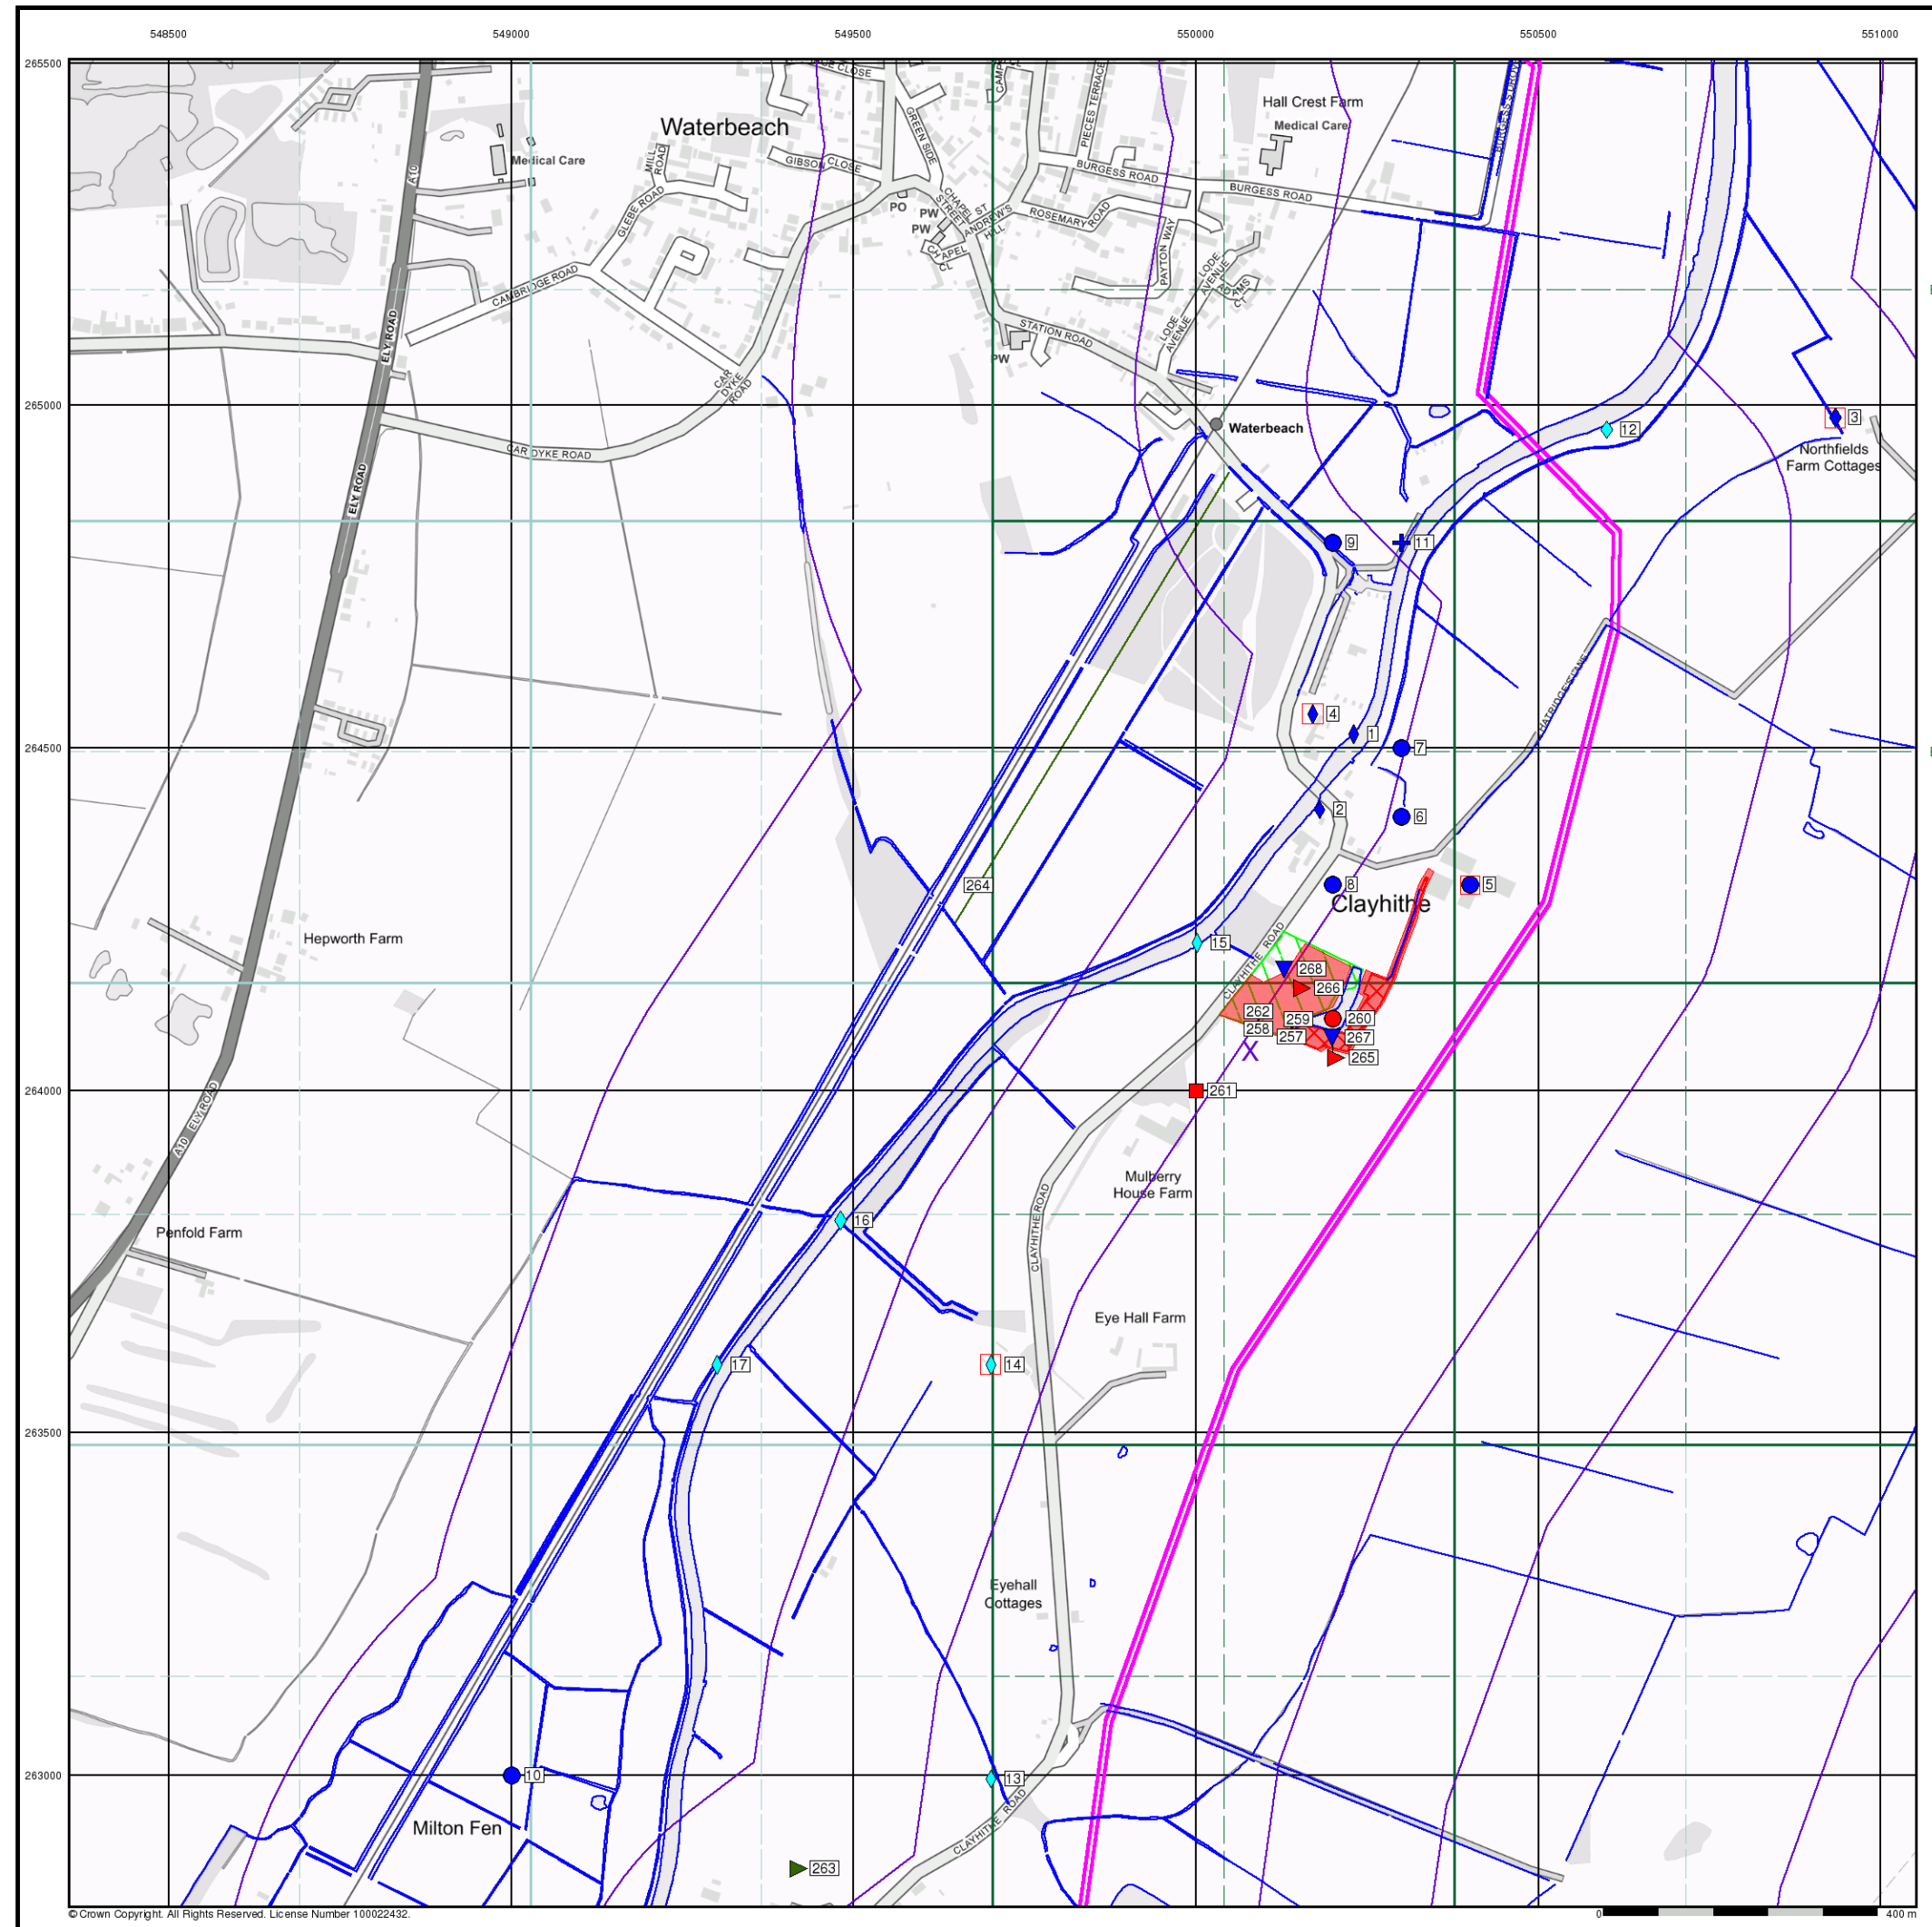 548500 549000 549500 550000 550500 551000
265500
Waterbeach
Hall Crest Farm
Medical Care
Medical Care
MILL
ROAD
GIBSON CLOSE
GREEN SIDE
PIECES TERRACE
BURGESS ROAD
BURGESS ROAD
A10
PO
PW
PW
CHAPEL
STREET
ST
ANDREW'S
HILL
ROSEMARY ROAD
CHAPEL
CL
GLEBE ROAD
PAYTON WAY
LODE
AVENUE
CAMBRIDGE ROAD
ELY ROAD
STATION ROAD
LODE
AVENUE
PW
CAR
DYKE
ROAD
265000
Waterbeach
12
3
Northfields
Farm Cottages
CAR DYKE ROAD
ELY ROAD
9
11
4
1
7
264500
2
6
264
8
5
Clayhithe
Hepworth Farm
15
CLAYHITHE ROAD
268
266
262
259
260
258
257
267
265
X
264000
261
A10 ELY ROAD
Mulberry
House Farm
16
Penfold Farm
CLAYHITHE ROAD
Eye Hall Farm
17
14
263500
Eyehall
Cottages
263000
10
13
Milton Fen
CLAYHITHE ROAD
263
© Crown Copyright. All Rights Reserved. License Number 100022432.
0 400 m